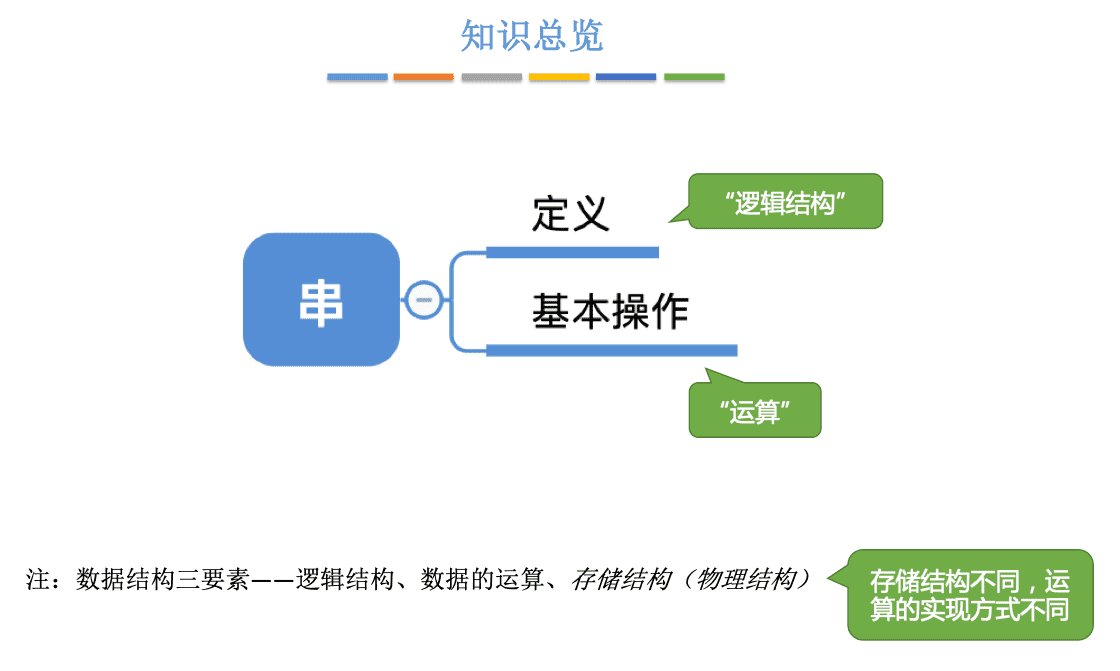 知识总览
定义
“逻辑结构”
串
基本操作
“运算”
注：数据结构三要素——逻辑结构、数据的运算、存储结构（物理结构）
存储结构不同，运
算的实现方式不同